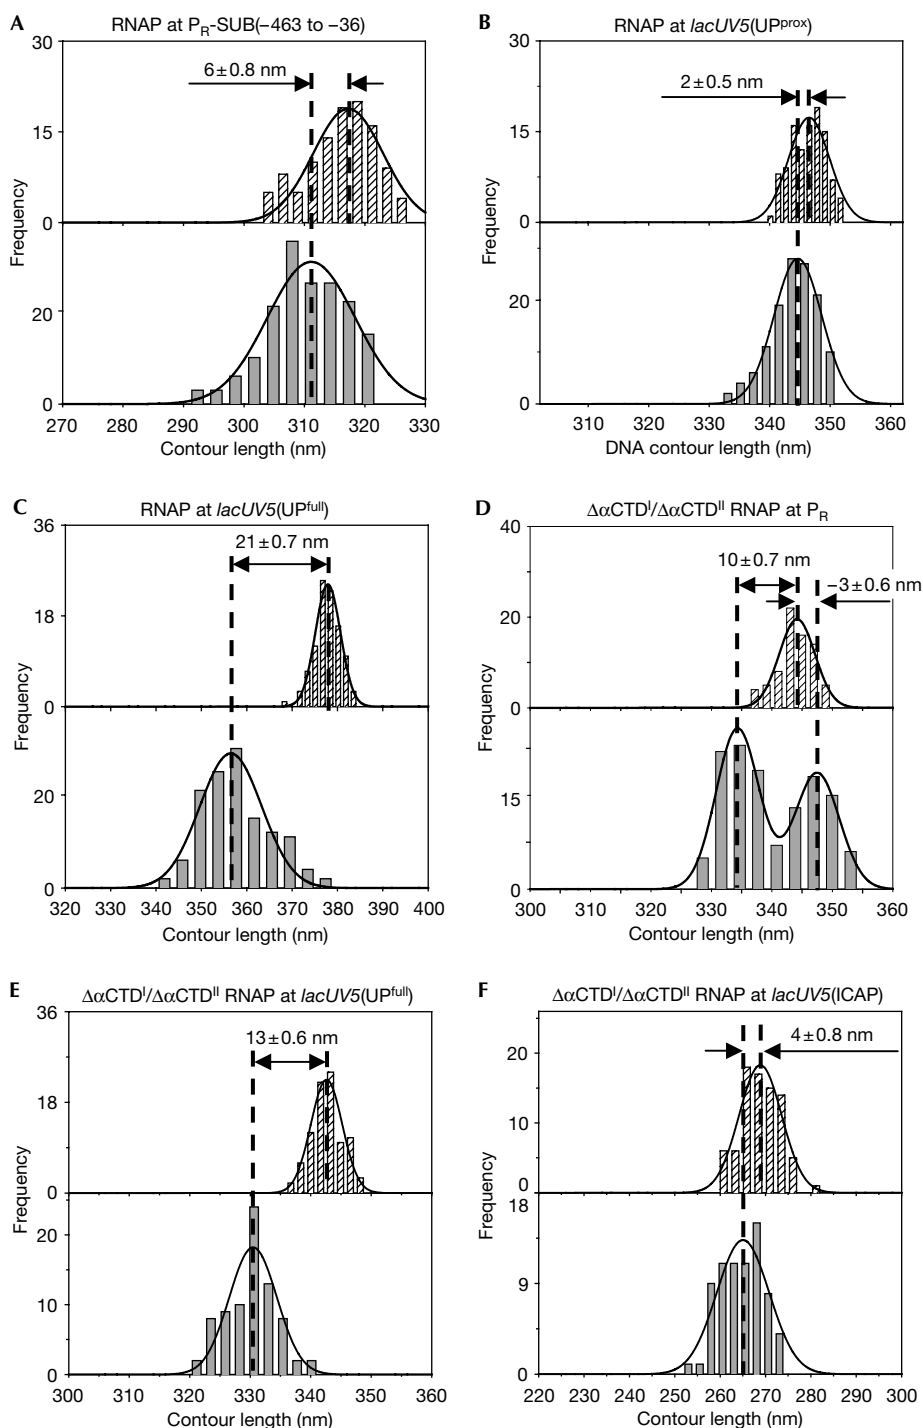 A RNAP at P_R-SUB(−463 to −36)
6±0.8 nm
30
15
0
20
0
Frequency
270 280 290 300 310 320 330
Contour length (nm)
B RNAP at lacUV5(UP^prox)
2±0.5 nm
30
15
0
20
0
Frequency
310 320 330 340 350 360
DNA contour length (nm)
C RNAP at lacUV5(UP^full)
21±0.7 nm
36
18
0
20
0
Frequency
320 330 340 350 360 370 380 390 400
Contour length (nm)
D ΔαCTD^I/ΔαCTD^II RNAP at P_R
10±0.7 nm
−3±0.6 nm
40
20
0
15
0
Frequency
300 310 320 330 340 350 360
Contour length (nm)
E ΔαCTD^I/ΔαCTD^II RNAP at lacUV5(UP^full)
13±0.6 nm
36
18
0
20
10
0
Frequency
300 310 320 330 340 350 360
Contour length (nm)
F ΔαCTD^I/ΔαCTD^II RNAP at lacUV5(ICAP)
4±0.8 nm
20
10
0
18
9
0
Frequency
220 230 240 250 260 270 280 290 300
Contour length (nm)